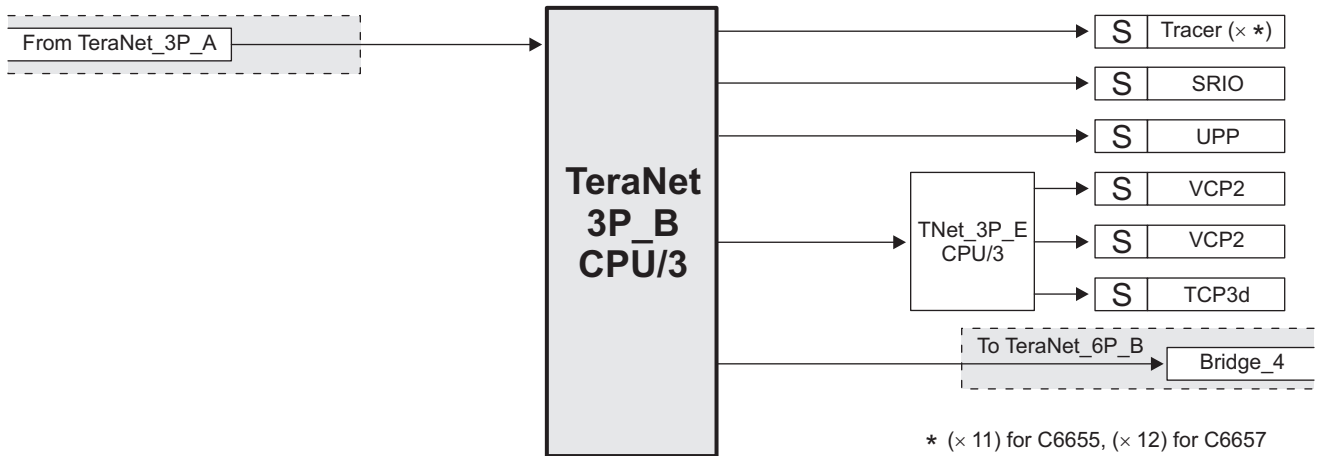 From TeraNet_3P_A
TeraNet
3P_B
CPU/3
S Tracer (× *)
S SRIO
S UPP
TNet_3P_E
CPU/3
S VCP2
S VCP2
S TCP3d
To TeraNet_6P_B
Bridge_4
* (× 11) for C6655, (× 12) for C6657